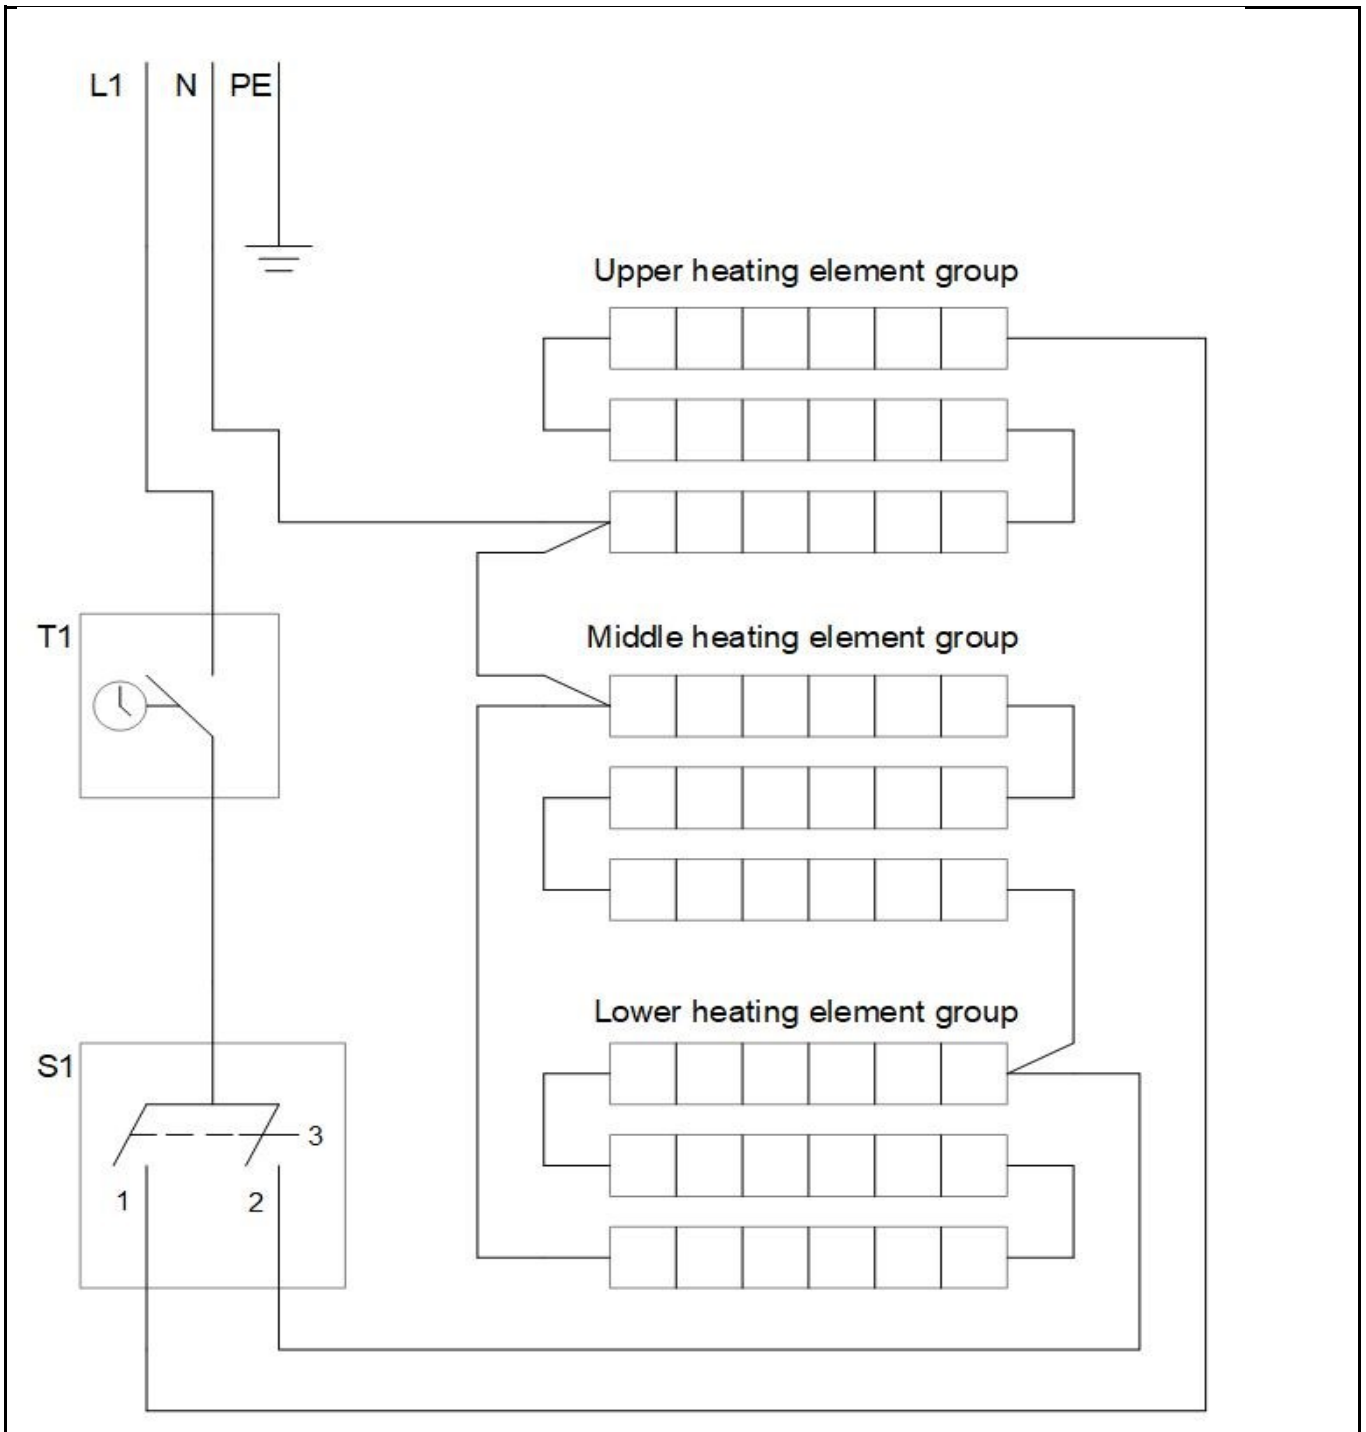 L1 N PE
Upper heating element group
T1
Middle heating element group
Lower heating element group
S1
3
1 2